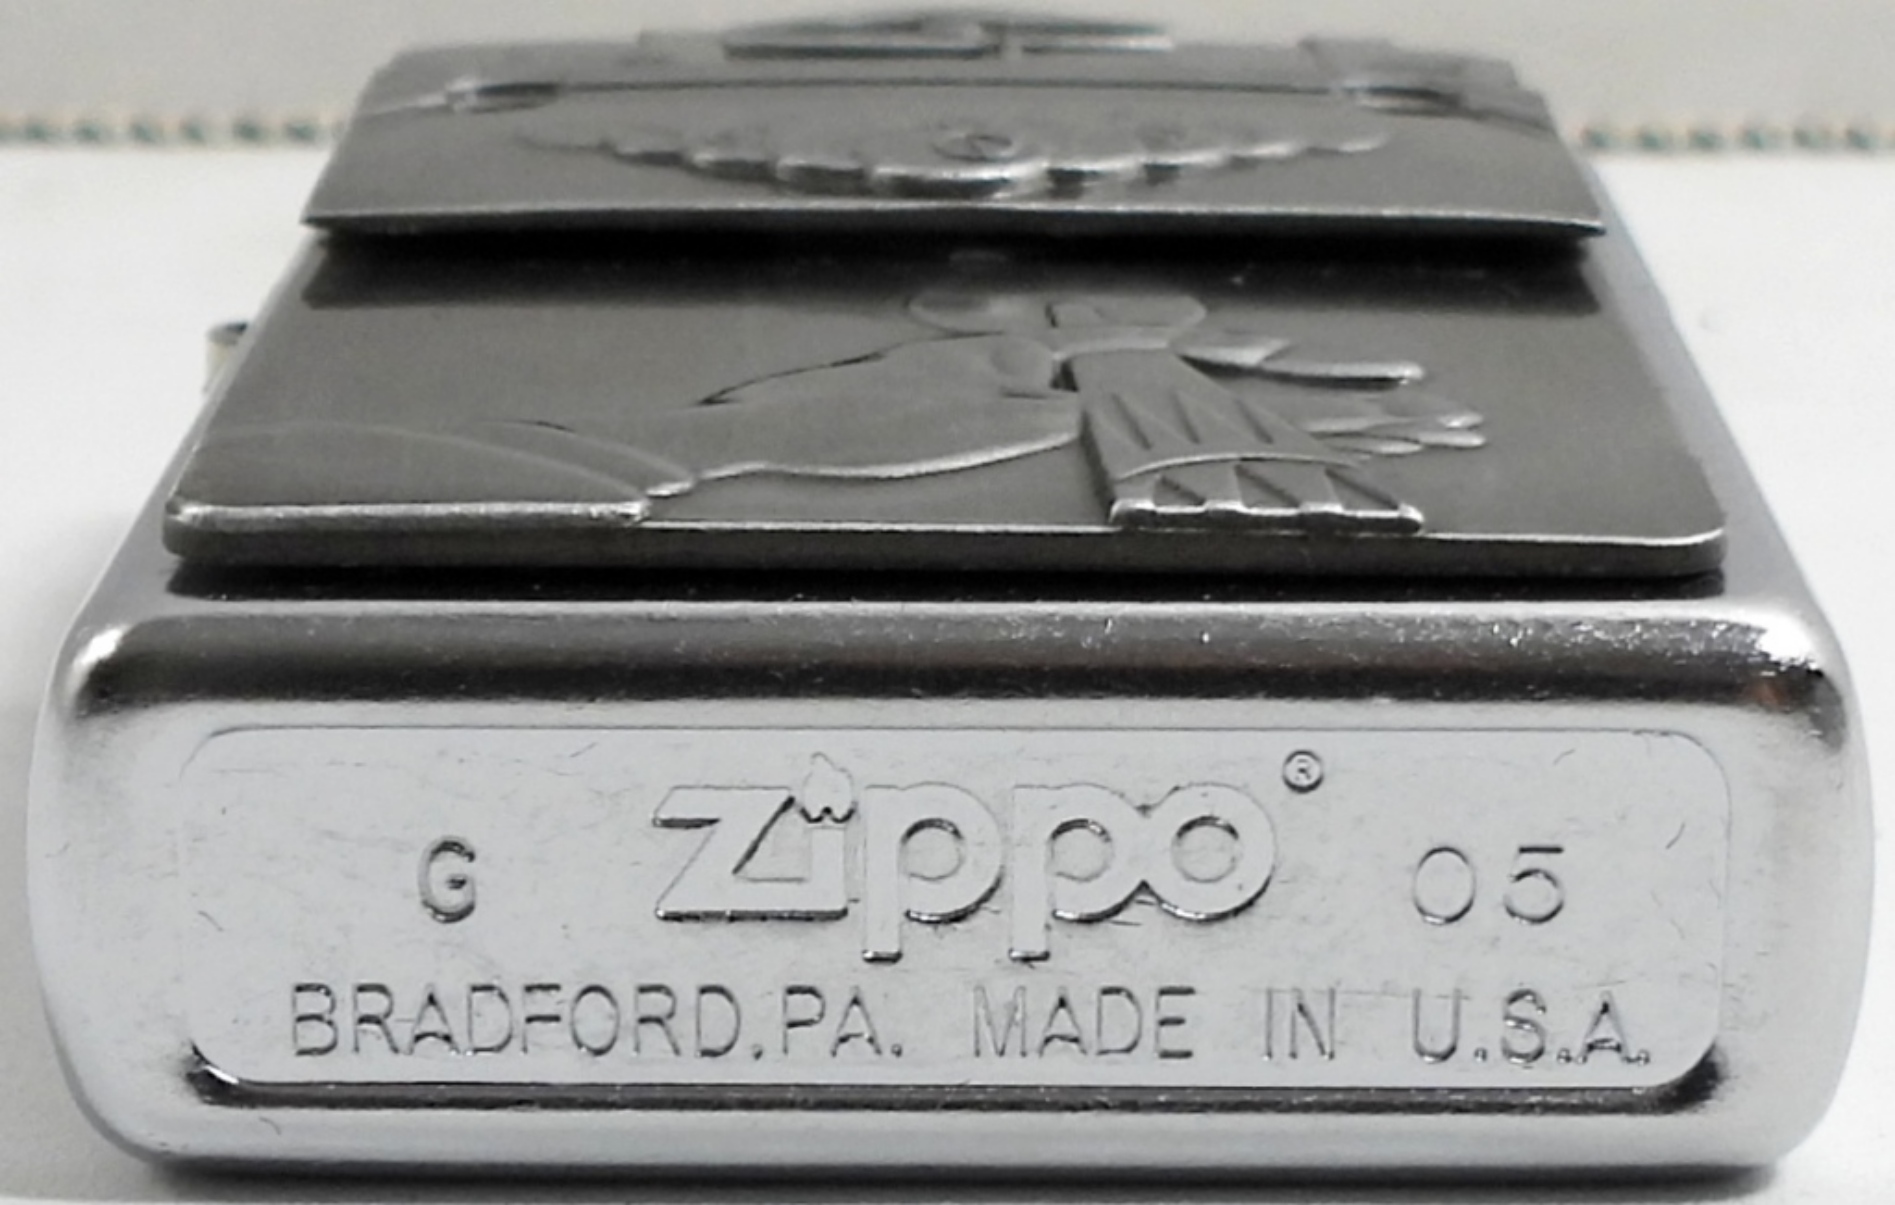 G Zippo ® 05
BRADFORD, PA. MADE IN U.S.A.